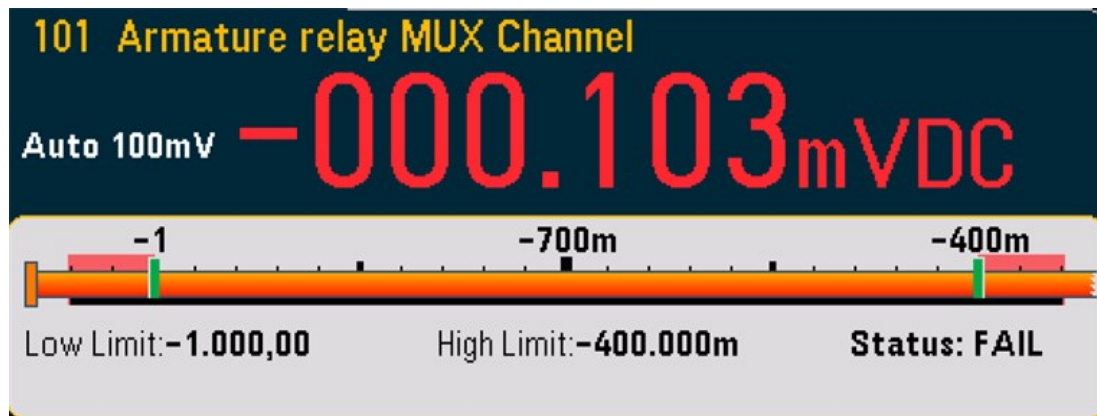 101 Armature relay MUX Channel
Auto 100mV -000.103mVDC
-1 -700m -400m
Low Limit:-1.000,00 High Limit:-400.000m Status: FAIL